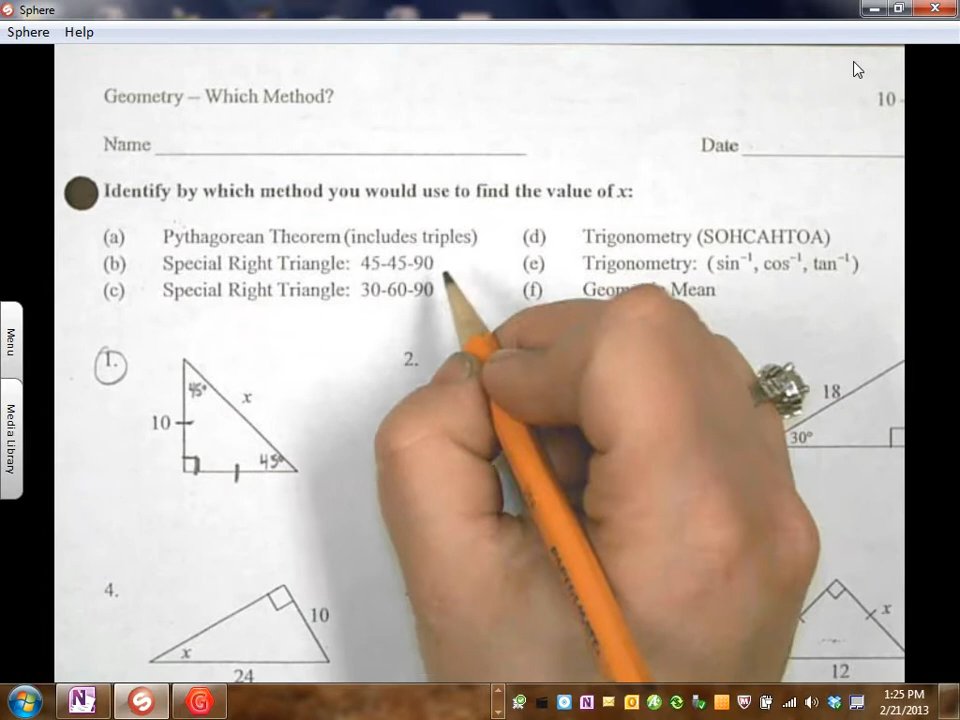 Sphere
Sphere Help
Menu
Media Library
Geometry – Which Method?
10
Name
Date
Identify by which method you would use to find the value of x:
(a) Pythagorean Theorem (includes triples)
(b) Special Right Triangle: 45-45-90
(c) Special Right Triangle: 30-60-90
(d) Trigonometry (SOHCAHTOA)
(e) Trigonometry: (sin⁻¹, cos⁻¹, tan⁻¹)
(f) Mean
1.
45°
x
10
45°
2.
18
30°
4.
10
x
24
x
12
1:25 PM
2/21/2013